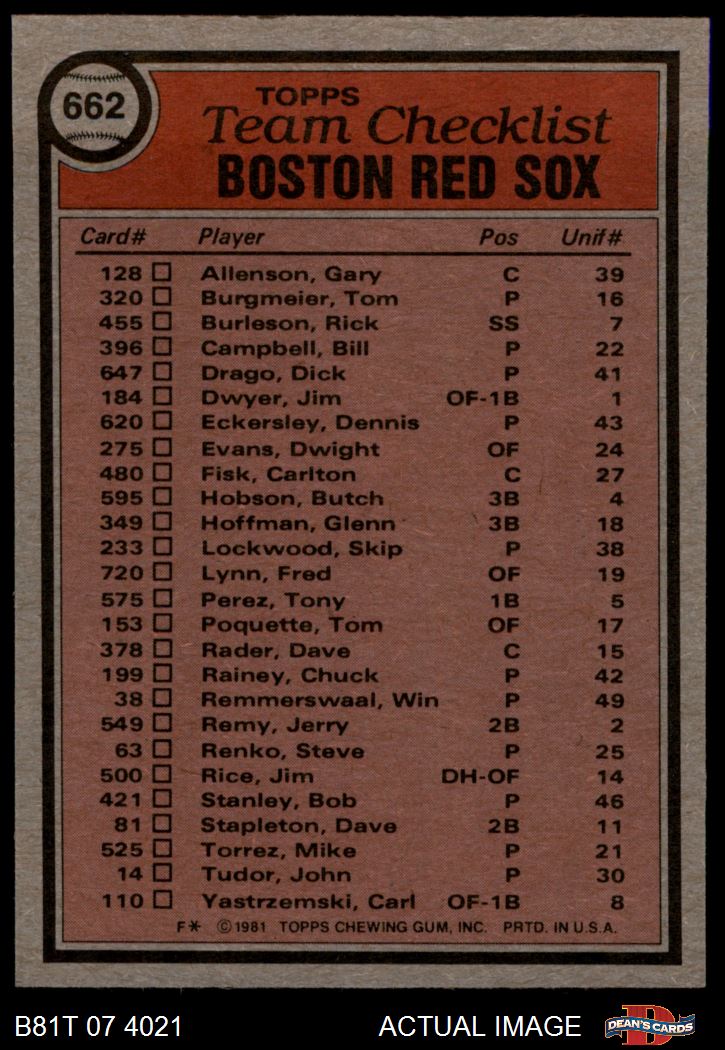 662
TOPPS
Team Checklist
BOSTON RED SOX
Card# Player Pos Unif#
128 Allenson, Gary C 39
320 Burgmeier, Tom P 16
455 Burleson, Rick SS 7
396 Campbell, Bill P 22
647 Drago, Dick P 41
184 Dwyer, Jim OF-1B 1
620 Eckersley, Dennis P 43
275 Evans, Dwight OF 24
480 Fisk, Carlton C 27
595 Hobson, Butch 3B 4
349 Hoffman, Glenn 3B 18
233 Lockwood, Skip P 38
720 Lynn, Fred OF 19
575 Perez, Tony 1B 5
153 Poquette, Tom OF 17
378 Rader, Dave C 15
199 Rainey, Chuck P 42
38 Remmerswaal, Win P 49
549 Remy, Jerry 2B 2
63 Renko, Steve P 25
500 Rice, Jim DH-OF 14
421 Stanley, Bob P 46
81 Stapleton, Dave 2B 11
525 Torrez, Mike P 21
14 Tudor, John P 30
110 Yastrzemski, Carl OF-1B 8
F* ©1981 TOPPS CHEWING GUM, INC. PRTD. IN U.S.A.
B81T 07 4021 ACTUAL IMAGE D DEAN'S CARDS